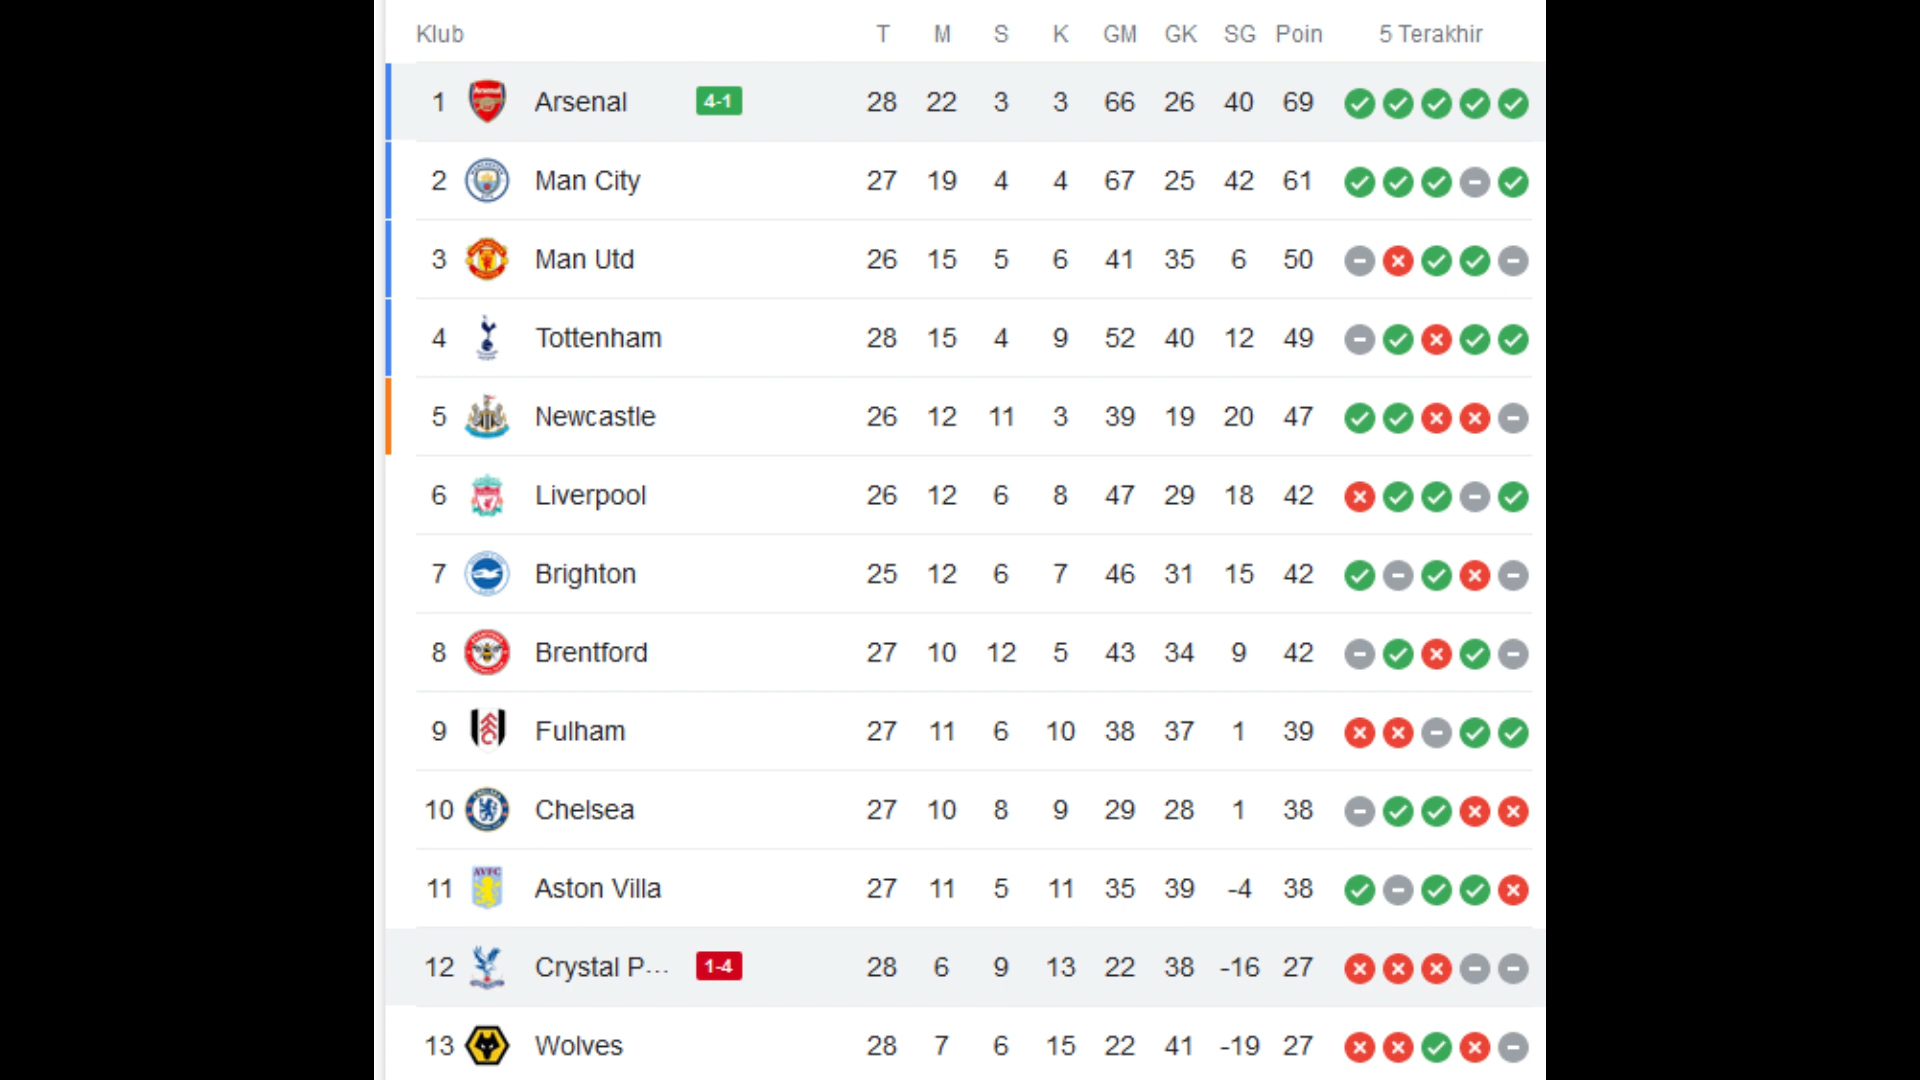 Klub T M S K GM GK SG Poin 5 Terakhir
1 Arsenal 4-1 28 22 3 3 66 26 40 69
2 Man City 27 19 4 4 67 25 42 61
3 Man Utd 26 15 5 6 41 35 6 50
4 Tottenham 28 15 4 9 52 40 12 49
5 Newcastle 26 12 11 3 39 19 20 47
6 Liverpool 26 12 6 8 47 29 18 42
7 Brighton 25 12 6 7 46 31 15 42
8 Brentford 27 10 12 5 43 34 9 42
9 Fulham 27 11 6 10 38 37 1 39
10 Chelsea 27 10 8 9 29 28 1 38
11 Aston Villa 27 11 5 11 35 39 -4 38
12 Crystal P... 1-4 28 6 9 13 22 38 -16 27
13 Wolves 28 7 6 15 22 41 -19 27